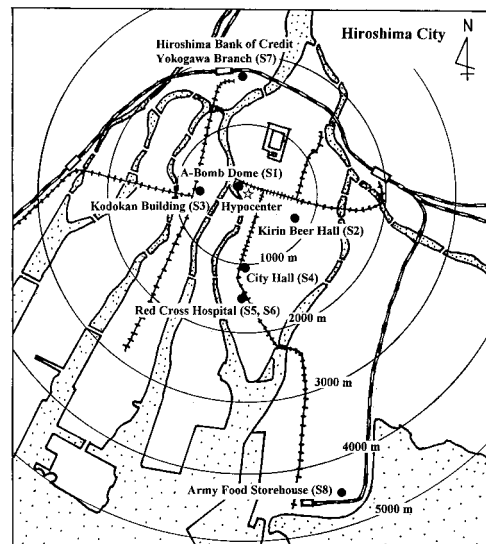 Hiroshima Bank of Credit
Yokogawa Branch (S7)
Hiroshima City
N
A-Bomb Dome (S1)
Kodokan Building (S3)
Hypocenter
Kirin Beer Hall (S2)
1000 m
City Hall (S4)
Red Cross Hospital (S5, S6)
2000 m
3000 m
4000 m
Army Food Storehouse (S8)
5000 m